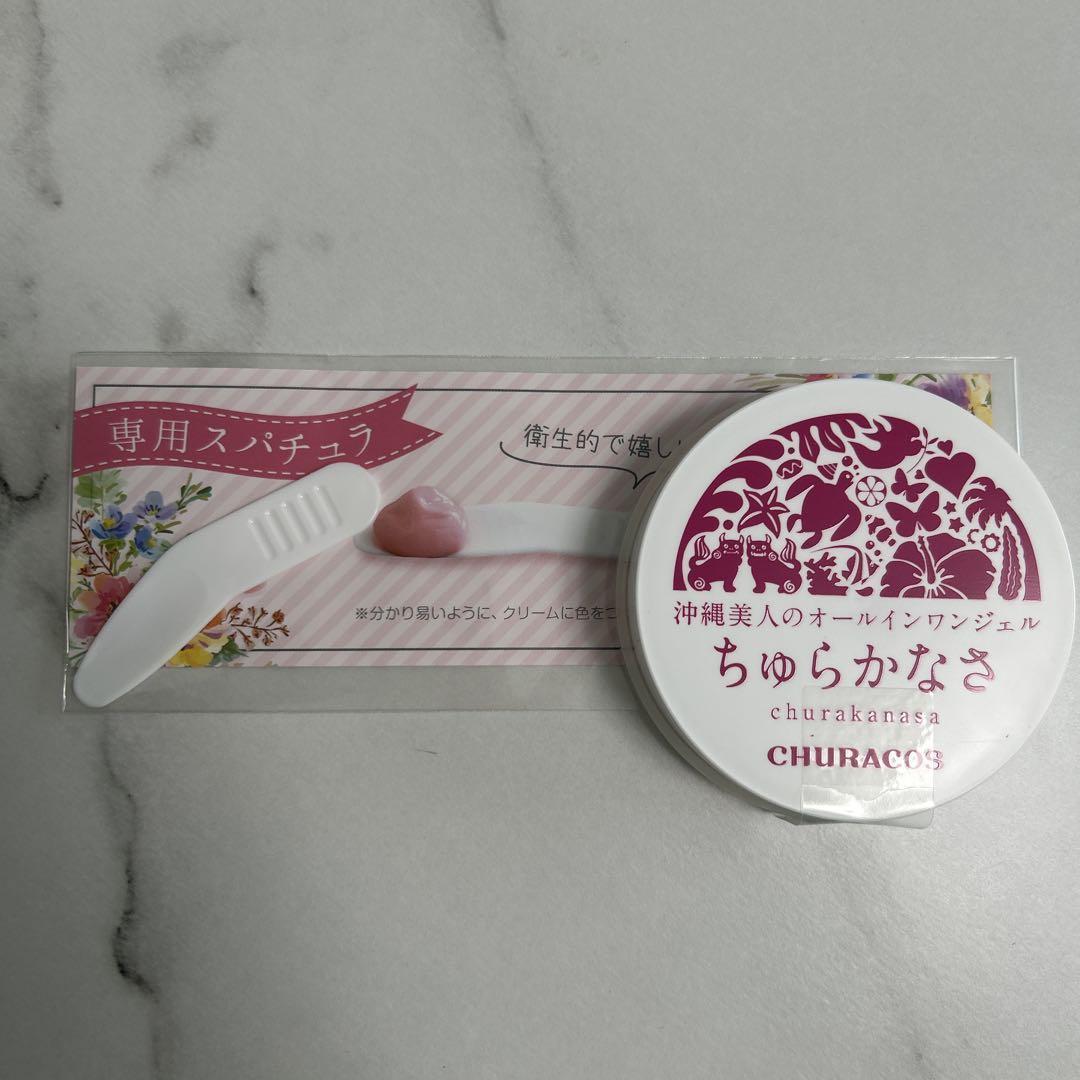 専用スパチュラ
衛生的で嬉し
※分かり易いように、クリームに色をつ
沖縄美人のオールインワンジェル
ちゅらかなさ
churakanasa
CHURACOS